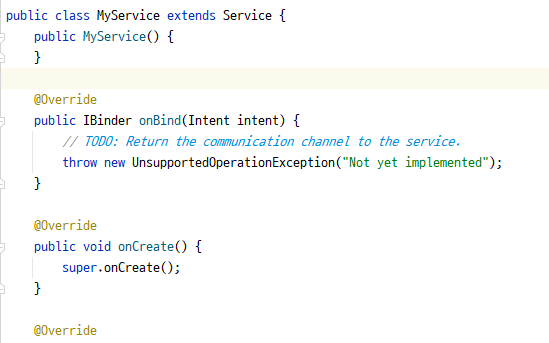 public class MyService extends Service {
public MyService() {
}
@Override
public IBinder onBind(Intent intent) {
// TODO: Return the communication channel to the service.
throw new UnsupportedOperationException("Not yet implemented");
}
@Override
public void onCreate() {
super.onCreate();
}
@Override